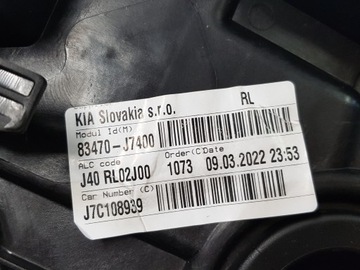 KIA Slovakia s.r.o. RL
Modul Id(M)
83470-J7400
ALC code Order(C)Date
J40 RL02J00 1073 09.03.2022 23:53
Car Number (C)
J7C108939